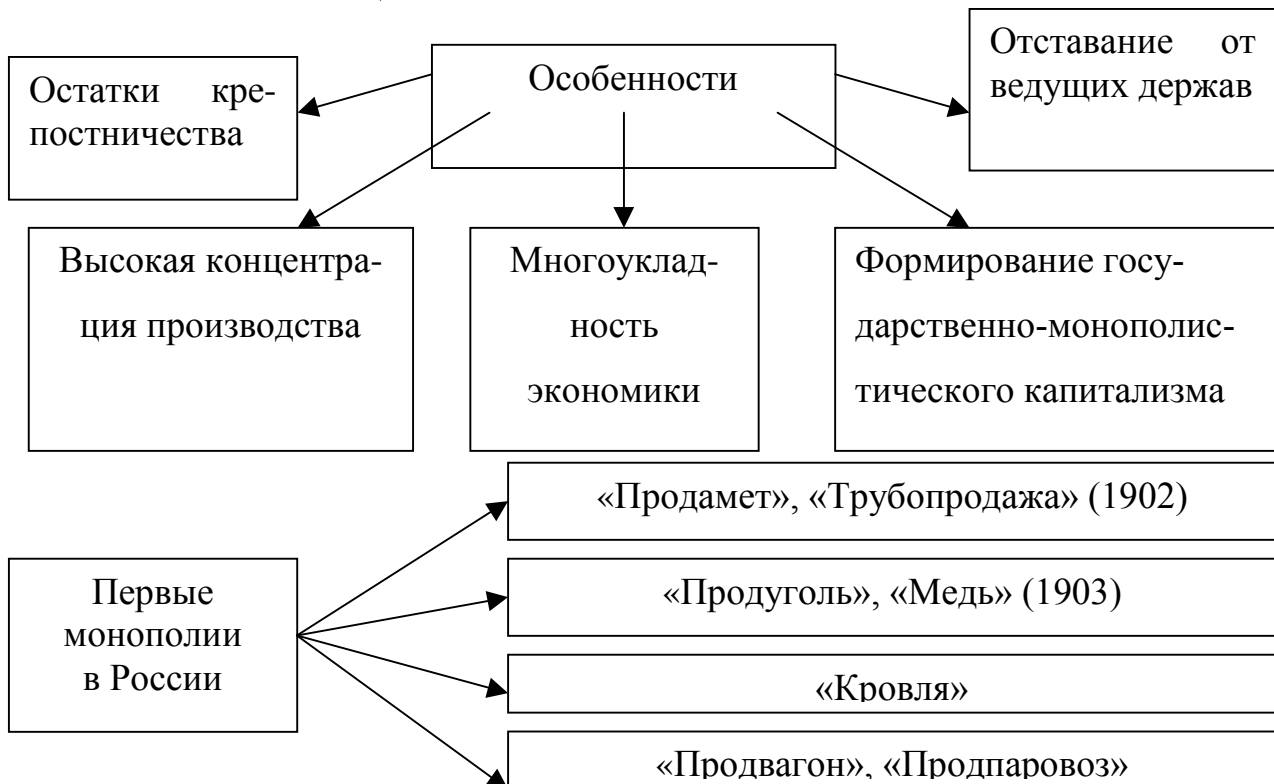 Особенности
Остатки кре-
постничества
Отставание от
ведущих держав
Высокая концентра-
ция производства
Многоуклад-
ность
экономики
Формирование госу-
дарственно-монополис-
тического капитализма
Первые
монополии
в России
«Продамет», «Трубопродажа» (1902)
«Продуголь», «Медь» (1903)
«Кровля»
«Продвагон», «Продпаровоз»